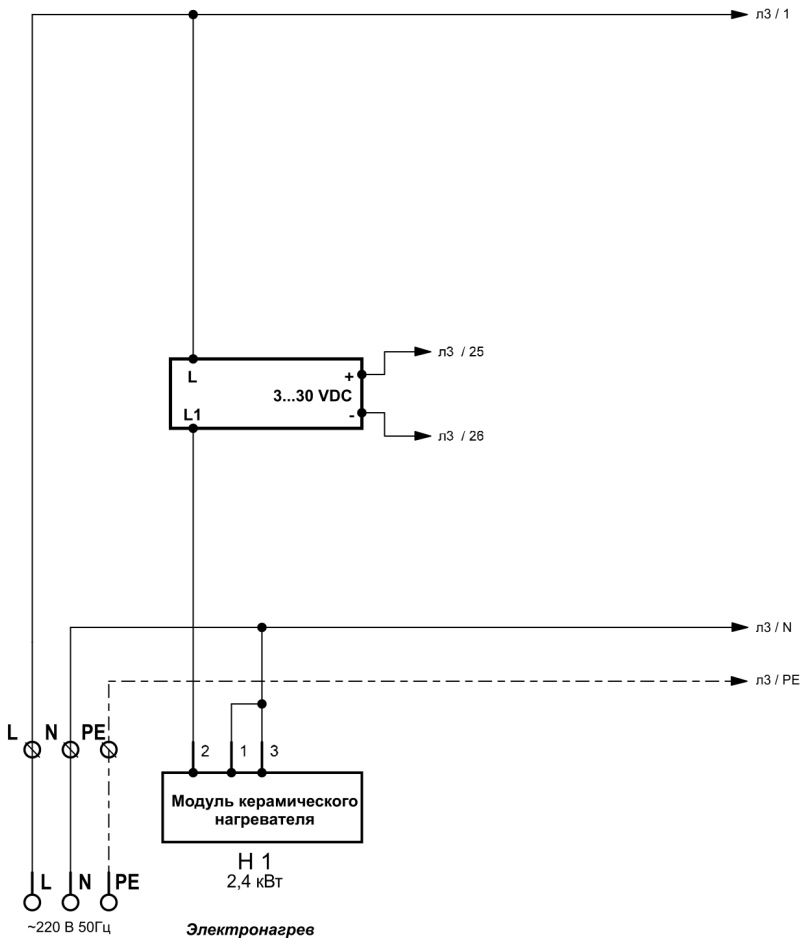 л3 / 1
л3 / 25
L
+
3...30 VDC
L1
-
л3 / 26
л3 / N
л3 / PE
L N PE
2 1 3
Модуль керамического
нагревателя
Н 1
2,4 кВт
L N PE
~220 В 50Гц
Электронагрев